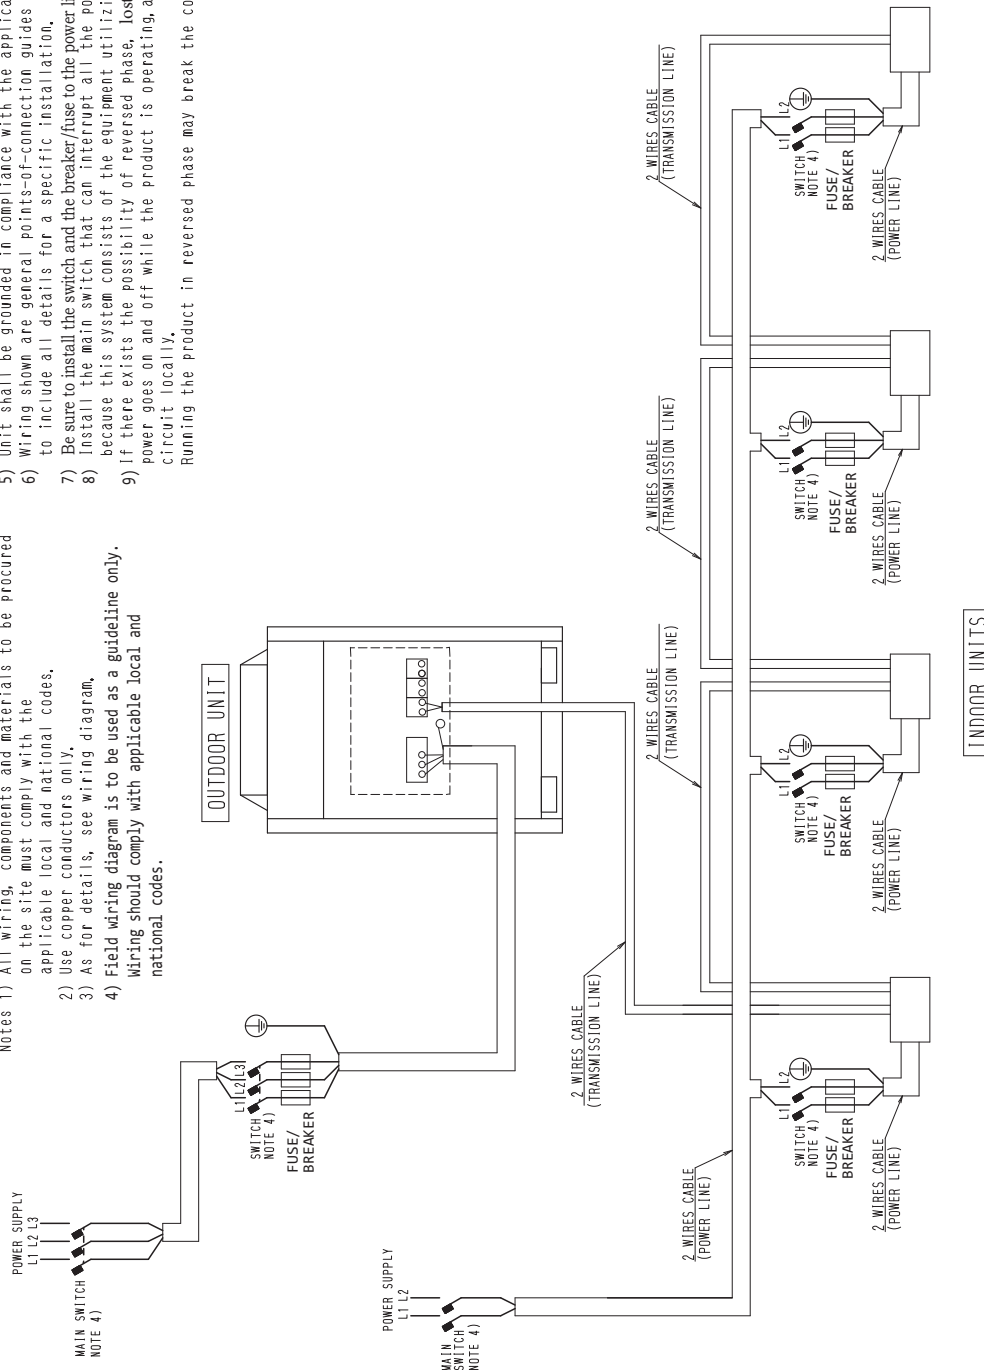 Notes 1) All wiring, components and materials to be procured
on the site must comply with the
applicable local and national codes.
2) Use copper conductors only.
3) As for details, see wiring diagram.
4) Field wiring diagram is to be used as a guideline only.
Wiring should comply with applicable local and
national codes.
5) Unit shall be grounded in compliance with the
6) Wiring shown are general points-of-connection guides
to include all details for a specific installation.
7) Be sure to install the switch and the breaker/fuse to the power
8) Install the main switch that can interrupt all the
because this system consists of the equipment
9) If there exists the possibility of reversed phase, lost
power goes on and off while the product is operating,
circuit locally.
Running the product in reversed phase may break the
POWER SUPPLY
L1 L2 L3
MAIN SWITCH
NOTE 4)
L1 L2 L3
SWITCH
NOTE 4)
FUSE/
BREAKER
OUTDOOR UNIT
POWER SUPPLY
L1 L2
MAIN
SWITCH
NOTE 4)
2 WIRES CABLE
(POWER LINE)
2 WIRES CABLE
(TRANSMISSION LINE)
2 WIRES CABLE
(TRANSMISSION LINE)
2 WIRES CABLE
(TRANSMISSION LINE)
2 WIRES CABLE
(TRANSMISSION LINE)
L1 L2
SWITCH
NOTE 4)
FUSE/
BREAKER
2 WIRES CABLE
(POWER LINE)
L1 L2
SWITCH
NOTE 4)
FUSE/
BREAKER
2 WIRES CABLE
(POWER LINE)
L1 L2
SWITCH
NOTE 4)
FUSE/
BREAKER
2 WIRES CABLE
(POWER LINE)
L1 L2
SWITCH
NOTE 4)
FUSE/
BREAKER
2 WIRES CABLE
(POWER LINE)
INDOOR UNITS